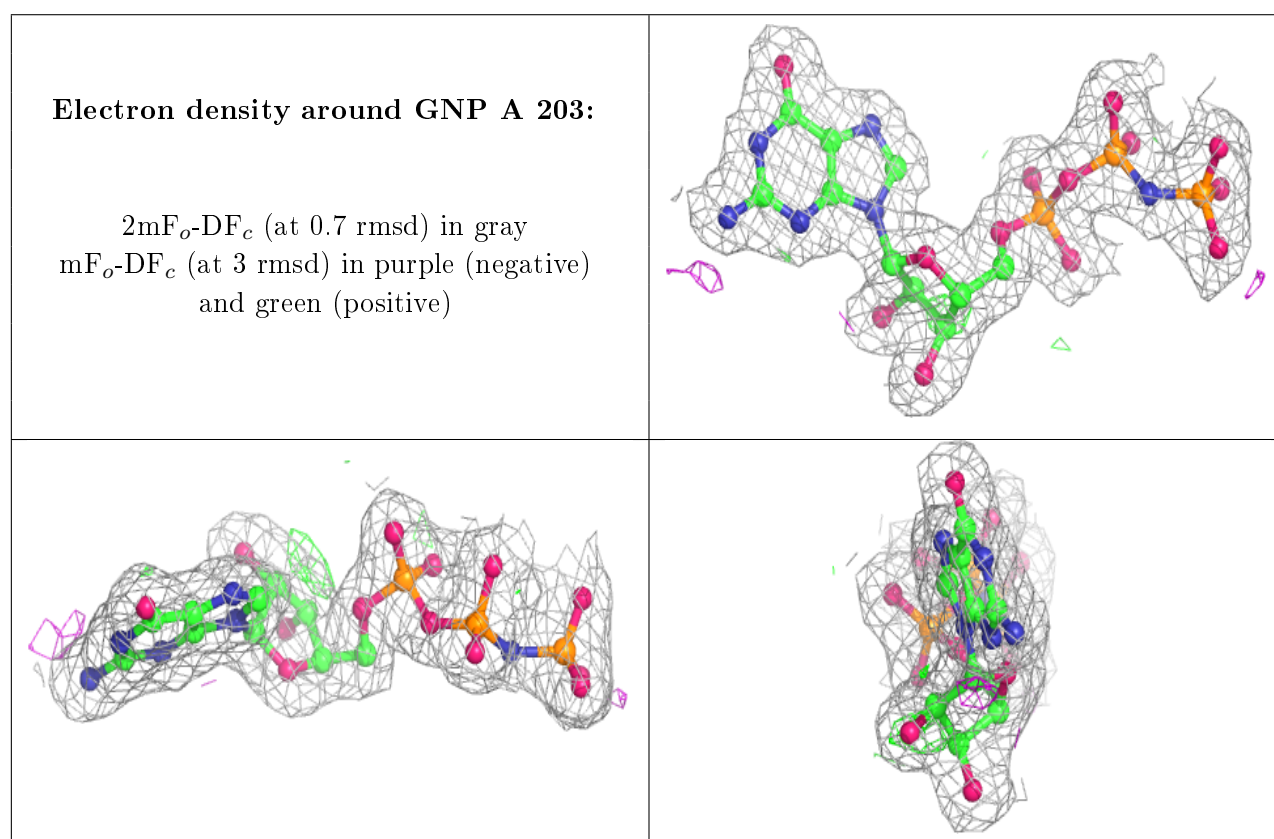 Electron density around GNP A 203:
2mFₒ-DF𝑐 (at 0.7 rmsd) in gray
mFₒ-DF𝑐 (at 3 rmsd) in purple (negative)
and green (positive)